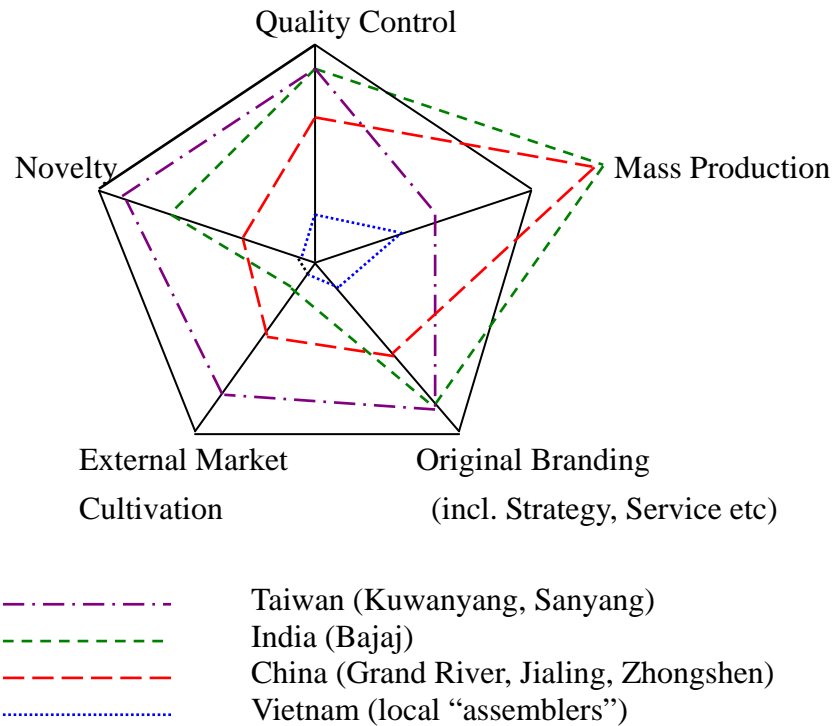 Quality Control
Novelty
Mass Production
External Market
Cultivation
Original Branding
(incl. Strategy, Service etc)
Taiwan (Kuwanyang, Sanyang)
India (Bajaj)
China (Grand River, Jialing, Zhongshen)
Vietnam (local “assemblers”)